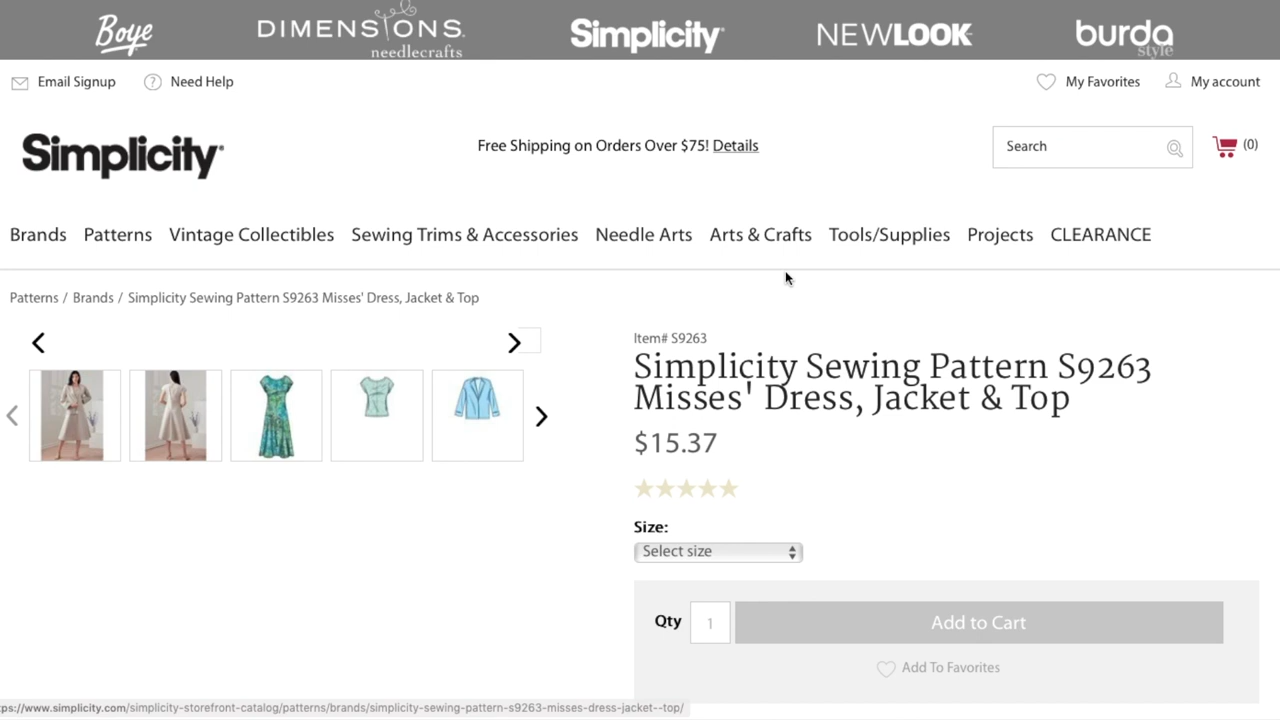 Boye DIMENSIONS® needlecrafts Simplicity® NEWLOOK burda style
Email Signup Need Help My Favorites My account
Simplicity® Free Shipping on Orders Over $75! Details Search (0)
Brands Patterns Vintage Collectibles Sewing Trims & Accessories Needle Arts Arts & Crafts Tools/Supplies Projects CLEARANCE
Patterns / Brands / Simplicity Sewing Pattern S9263 Misses' Dress, Jacket & Top
Item# S9263
Simplicity Sewing Pattern S9263
Misses' Dress, Jacket & Top
$15.37
Size:
Select size
Qty 1 Add to Cart
Add To Favorites
ps://www.simplicity.com/simplicity-storefront-catalog/patterns/brands/simplicity-sewing-pattern-s9263-misses-dress-jacket--top/